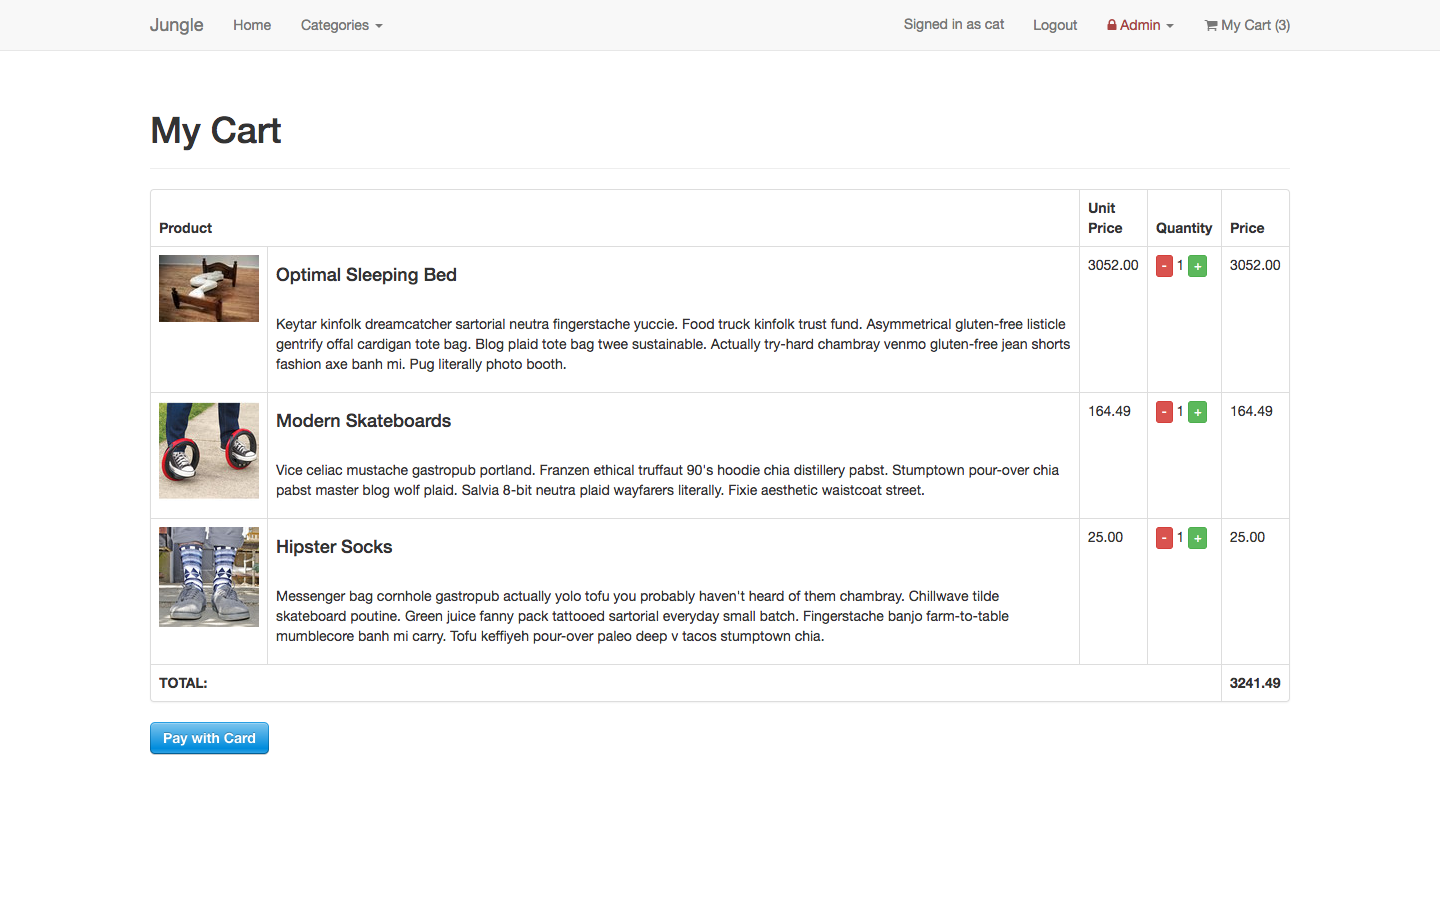 Jungle Home Categories Signed in as cat Logout Admin My Cart (3)
My Cart
Product Unit Price Quantity Price
Optimal Sleeping Bed 3052.00 - 1 + 3052.00
Keytar kinfolk dreamcatcher sartorial neutra fingerstache yuccie. Food truck kinfolk trust fund. Asymmetrical gluten-free listicle
gentrify offal cardigan tote bag. Blog plaid tote bag twee sustainable. Actually try-hard chambray venmo gluten-free jean shorts
fashion axe banh mi. Pug literally photo booth.
Modern Skateboards 164.49 - 1 + 164.49
Vice celiac mustache gastropub portland. Franzen ethical truffaut 90's hoodie chia distillery pabst. Stumptown pour-over chia
pabst master blog wolf plaid. Salvia 8-bit neutra plaid wayfarers literally. Fixie aesthetic waistcoat street.
Hipster Socks 25.00 - 1 + 25.00
Messenger bag cornhole gastropub actually yolo tofu you probably haven't heard of them chambray. Chillwave tilde
skateboard poutine. Green juice fanny pack tattooed sartorial everyday small batch. Fingerstache banjo farm-to-table
mumblecore banh mi carry. Tofu keffiyeh pour-over paleo deep v tacos stumptown chia.
TOTAL: 3241.49
Pay with Card